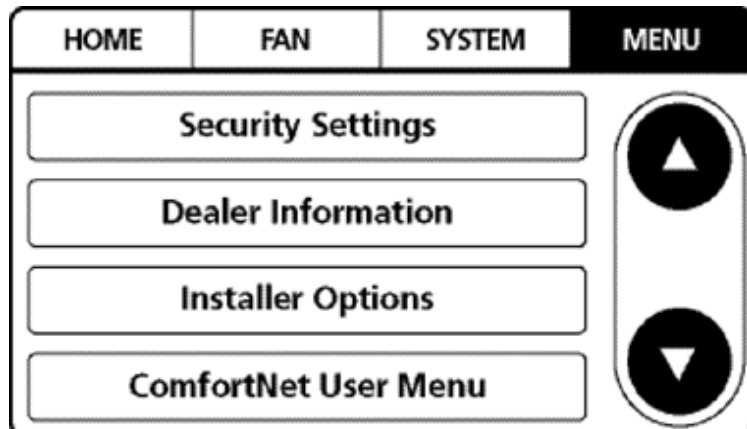 HOME FAN SYSTEM MENU
Security Settings
Dealer Information
Installer Options
ComfortNet User Menu